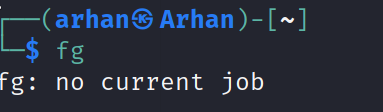 ┌──(arhan㉿Arhan)-[~]
└─$ fg
fg: no current job